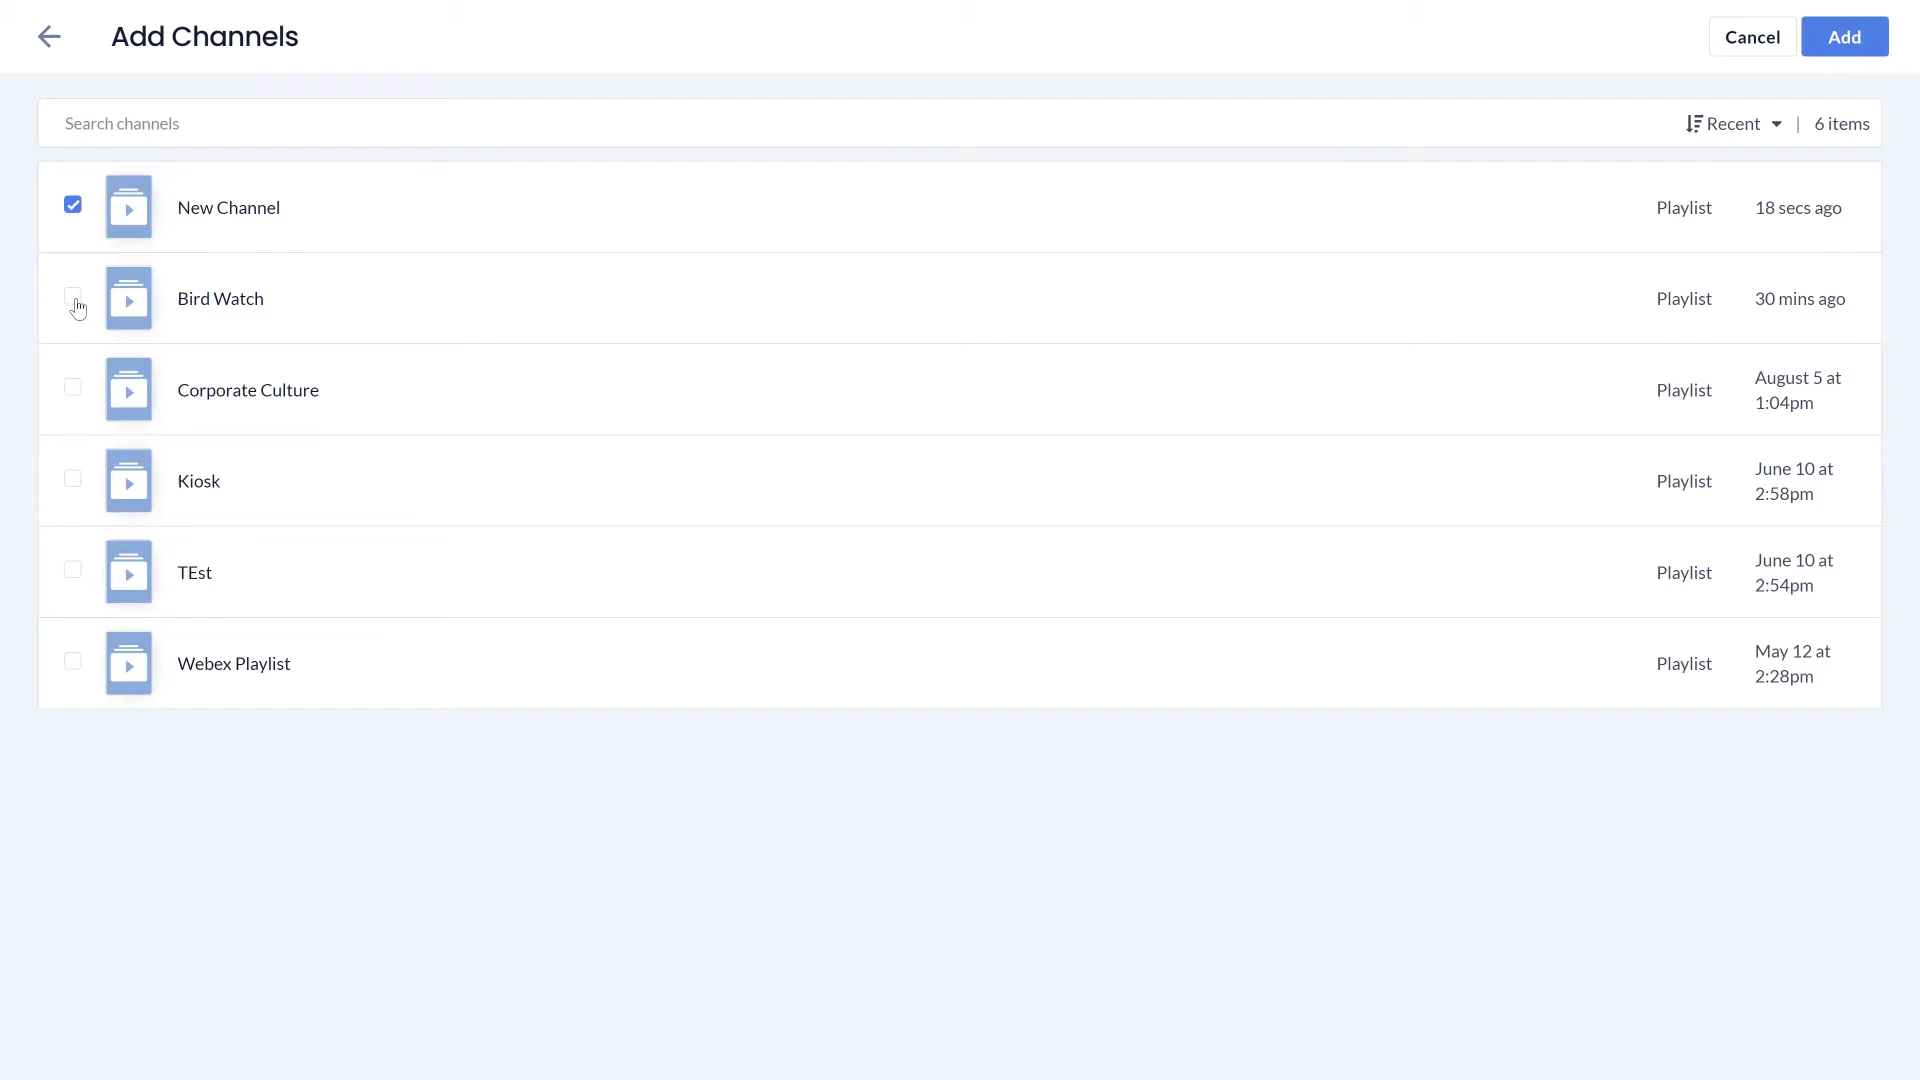 Add Channels
Cancel
Add
Search channels
Recent | 6 items
New Channel
Playlist
18 secs ago
Bird Watch
Playlist
30 mins ago
Corporate Culture
Playlist
August 5 at
1:04pm
Kiosk
Playlist
June 10 at
2:58pm
TEst
Playlist
June 10 at
2:54pm
Webex Playlist
Playlist
May 12 at
2:28pm